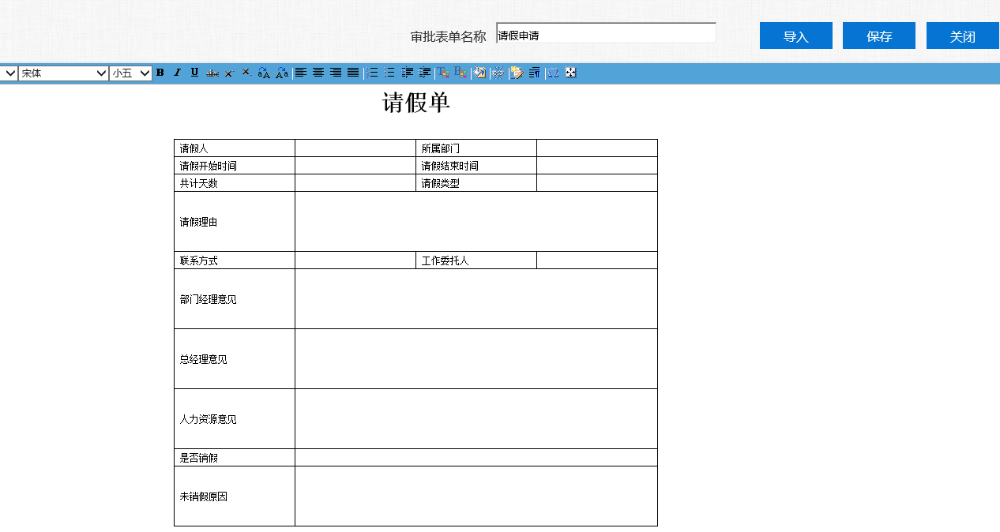 审批表单名称 请假申请 导入 保存 关闭
宋体 小五 B I U abc
请假单
请假人 所属部门
请假开始时间 请假结束时间
共计天数 请假类型
请假理由
联系方式 工作委托人
部门经理意见
总经理意见
人力资源意见
是否销假
未销假原因